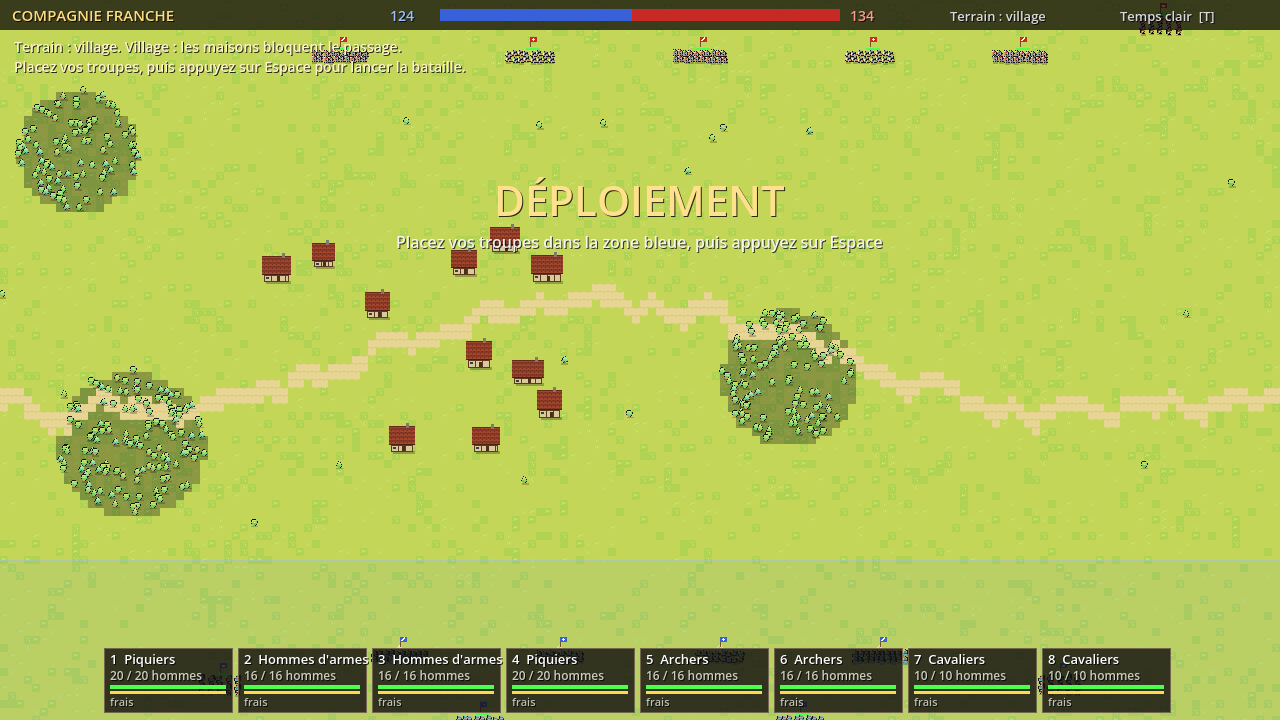 COMPAGNIE FRANCHE
124
134
Terrain : village
Temps clair [T]
Terrain : village. Village : les maisons bloquent le passage.
Placez vos troupes, puis appuyez sur Espace pour lancer la bataille.
DÉPLOIEMENT
Placez vos troupes dans la zone bleue, puis appuyez sur Espace
1 Piquiers
20 / 20 hommes
frais
2 Hommes d'armes
16 / 16 hommes
frais
3 Hommes d'armes
16 / 16 hommes
frais
4 Piquiers
20 / 20 hommes
frais
5 Archers
16 / 16 hommes
frais
6 Archers
16 / 16 hommes
frais
7 Cavaliers
10 / 10 hommes
frais
8 Cavaliers
10 / 10 hommes
frais